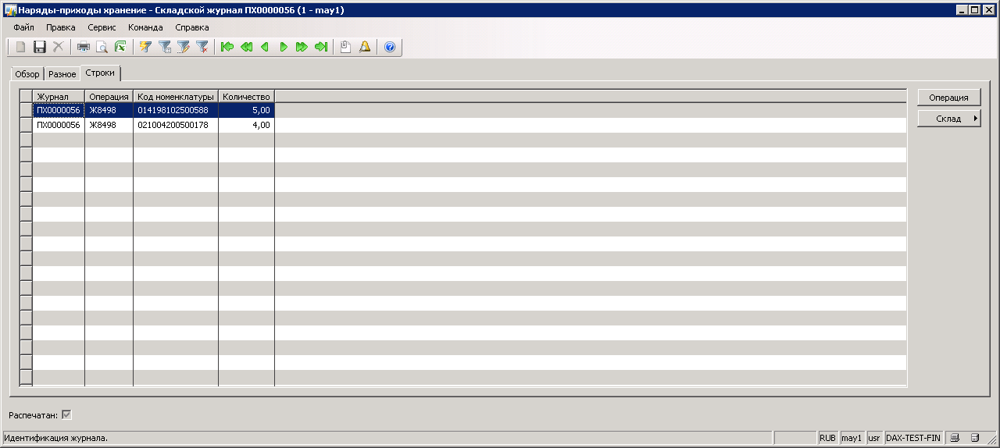 Наряды-приходы хранение - Складской журнал ПХ0000056 (1 - may1)
Файл Правка Сервис Команда Справка
Обзор Разное Строки
Журнал Операция Код номенклатуры Количество
ПХ0000056 Ж8498 014198102500588 5,00
ПХ0000056 Ж8498 021004200500178 4,00
Операция
Склад
Распечатан:
Идентификация журнала. RUB may1 usr DAX-TEST-FIN